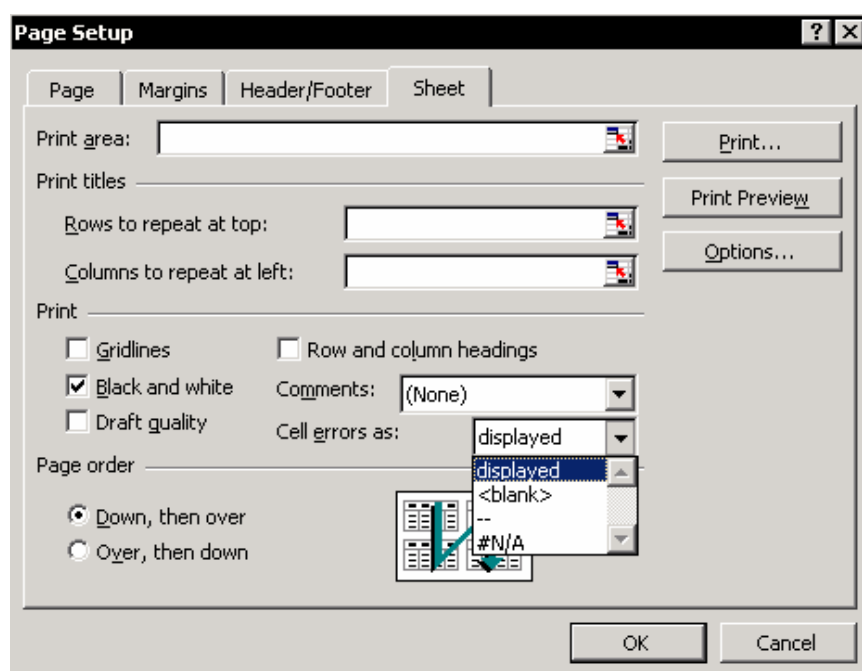 Page Setup
? X
Page Margins Header/Footer Sheet
Print area:
Print...
Print titles
Print Preview
Rows to repeat at top:
Options...
Columns to repeat at left:
Print
Gridlines
Row and column headings
Black and white
Comments: (None)
Draft quality
Cell errors as: displayed
displayed
<blank>
--
#N/A
Page order
Down, then over
Over, then down
OK Cancel